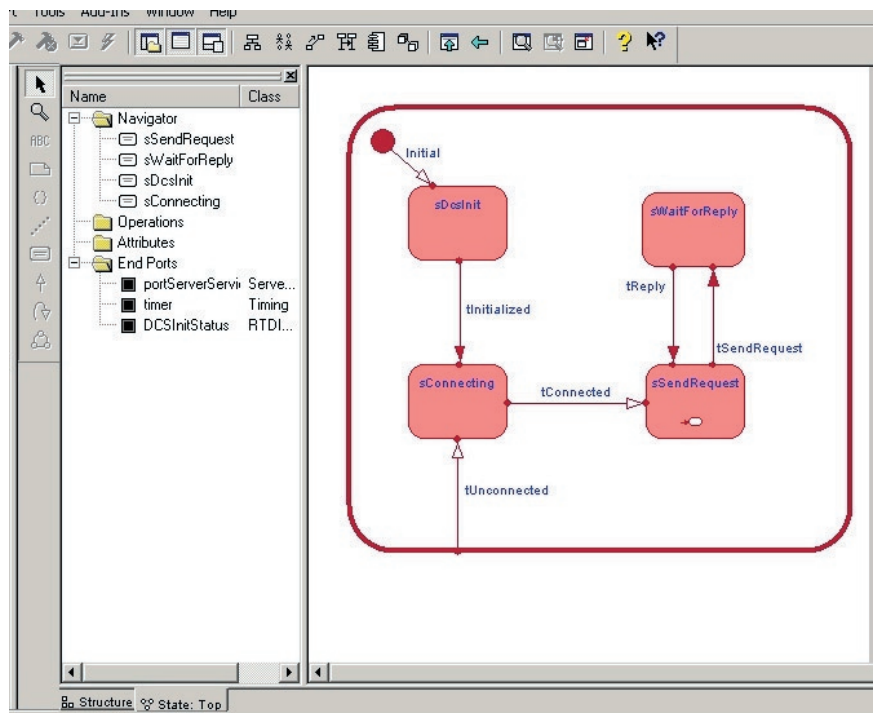 Tools Add-Ins Window Help
Name Class
Navigator
sSendRequest
sWaitForReply
sDcsInit
sConnecting
Operations
Attributes
End Ports
portServerServi Serve...
timer Timing
DCSInitStatus RTDI...
ABC
Initial
sDcsInit
sWaitForReply
tReply
tInitialized
tSendRequest
sConnecting
tConnected
sSendRequest
tUnconnected
Structure State: Top